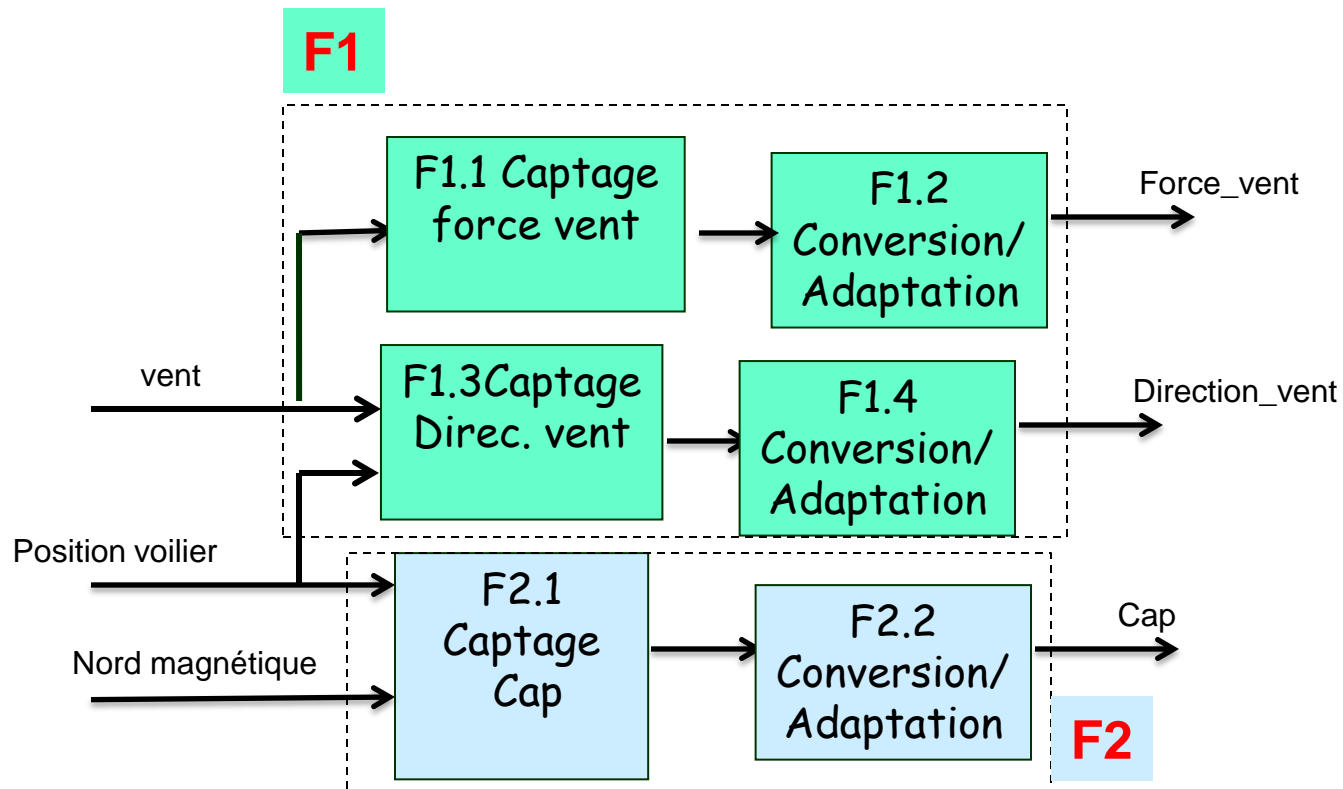 F1
F1.1 Captage
force vent
F1.2
Conversion/
Adaptation
Force_vent
vent
F1.3Captage
Direc. vent
F1.4
Conversion/
Adaptation
Direction_vent
Position voilier
Nord magnétique
F2.1
Captage
Cap
F2.2
Conversion/
Adaptation
Cap
F2